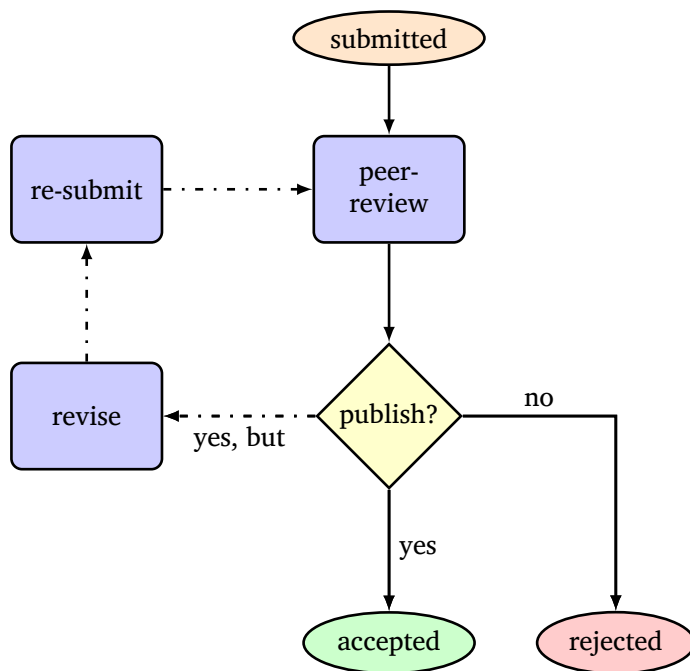 submitted
re-submit
peer-
review
revise
publish?
no
yes, but
yes
accepted
rejected